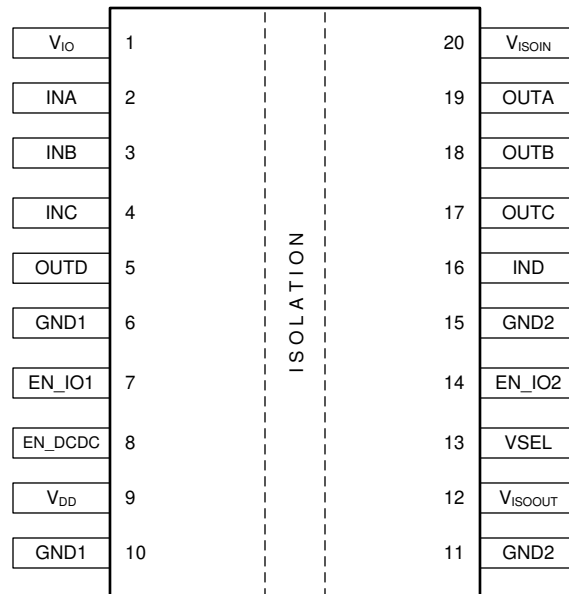 V_IO 1 20 V_ISOIN
INA 2 19 OUTA
INB 3 18 OUTB
INC 4 17 OUTC
OUTD 5 16 IND
GND1 6 15 GND2
EN_IO1 7 14 EN_IO2
EN_DCDC 8 13 VSEL
V_DD 9 12 V_ISOOUT
GND1 10 11 GND2
ISOLATION